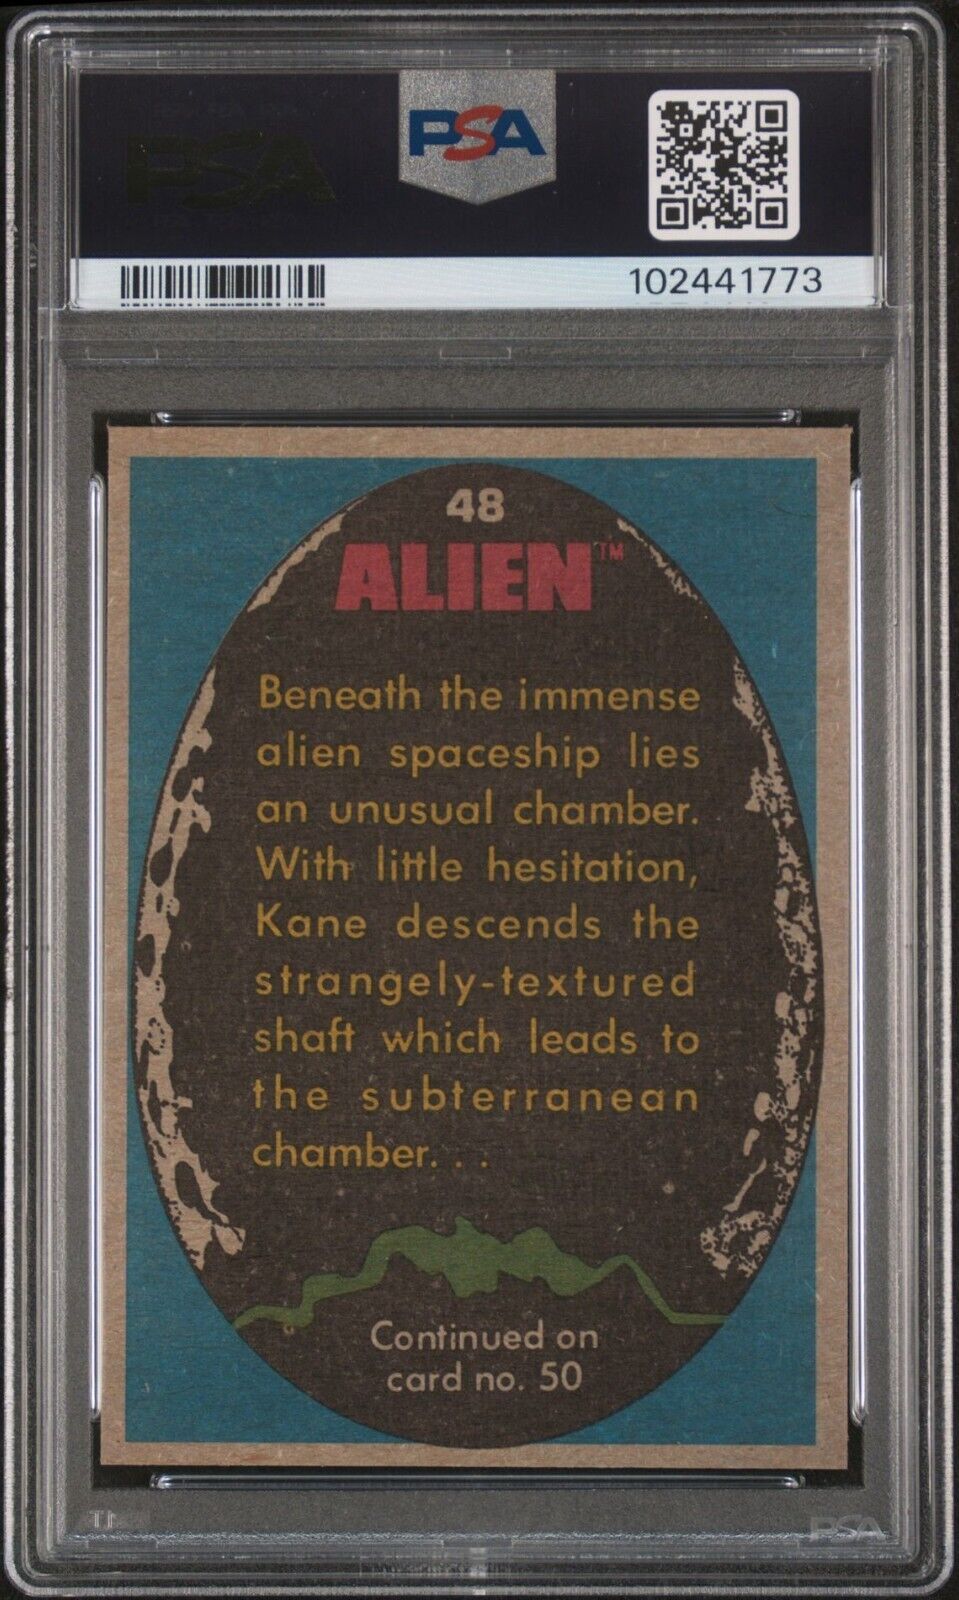 PSA
PSA
102441773
48
ALIEN™
Beneath the immense
alien spaceship lies
an unusual chamber.
With little hesitation,
Kane descends the
strangely-textured
shaft which leads to
the subterranean
chamber. . .
Continued on
card no. 50
PSA